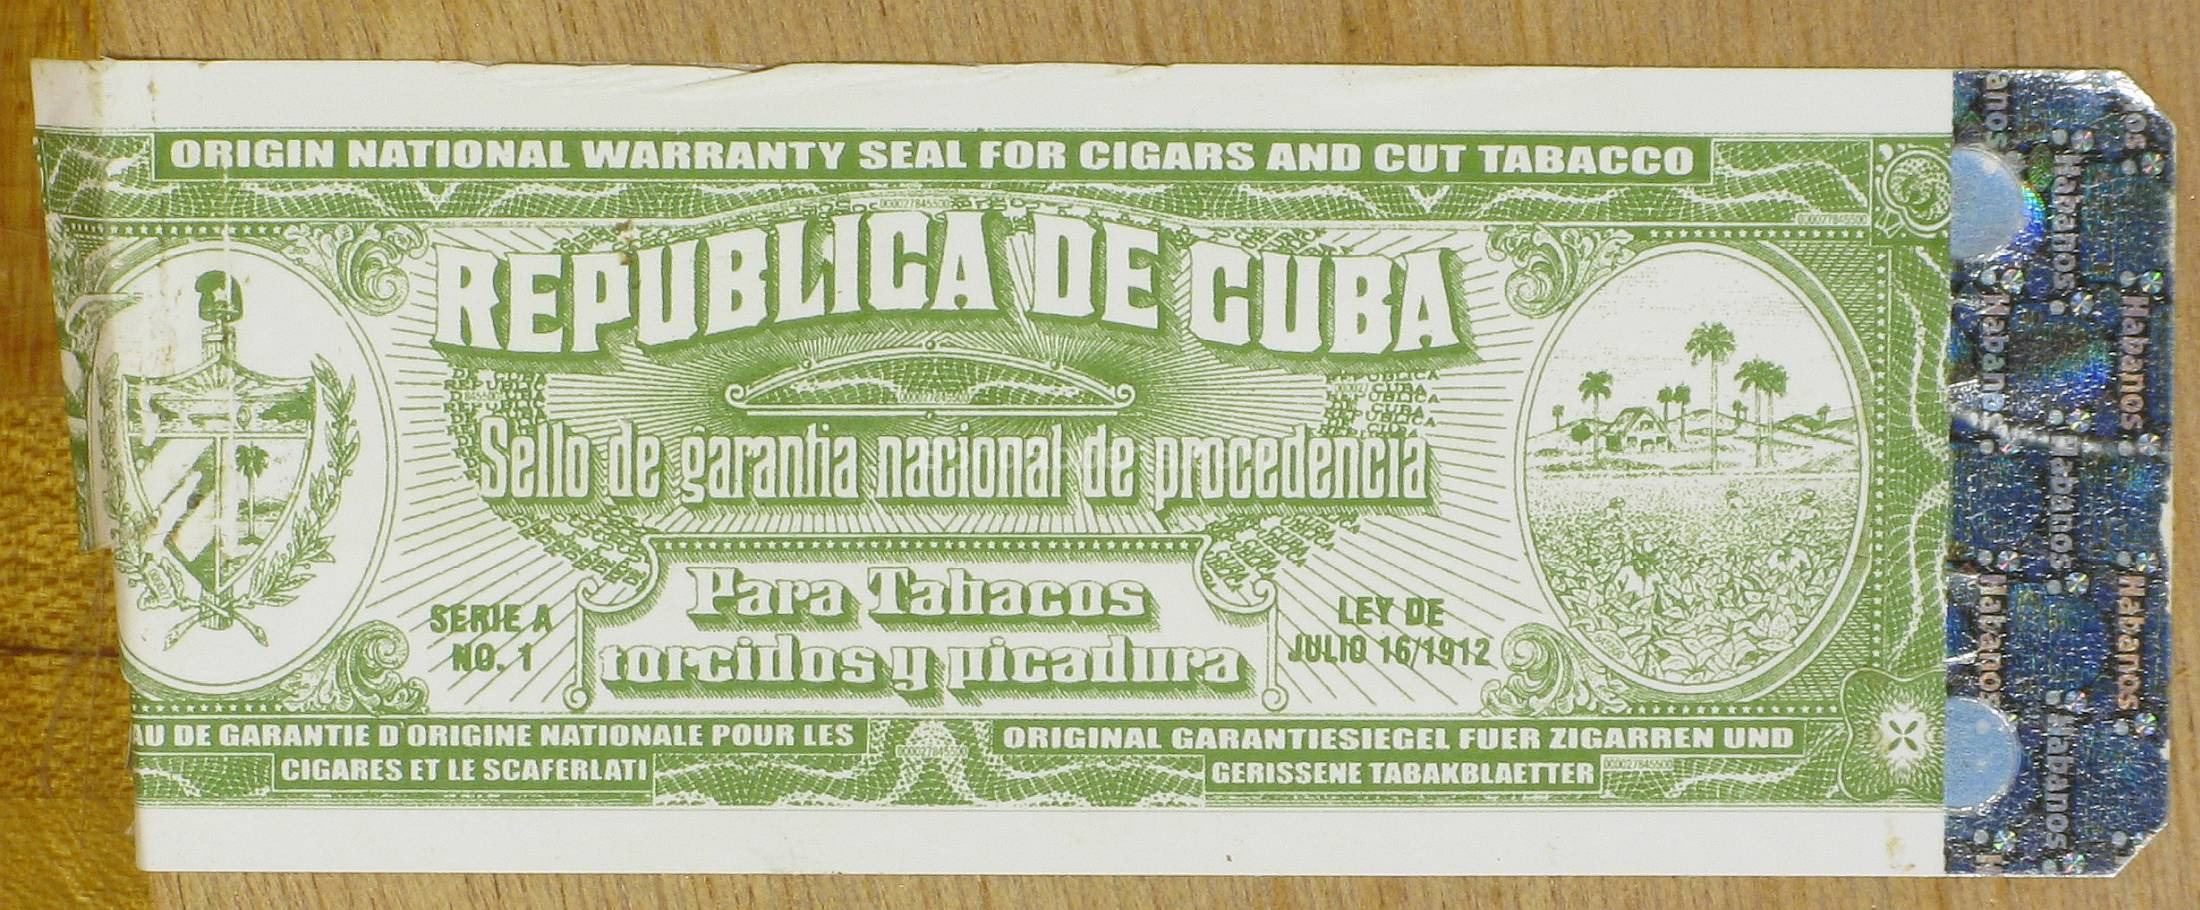 ORIGIN NATIONAL WARRANTY SEAL FOR CIGARS AND CUT TABACCO
REPUBLICA DE CUBA
Sello de garantia nacional de procedencia
Para Tabacos
torcidos y picadura
SERIE A
NO. 1
LEY DE
JULIO 16/1912
AU DE GARANTIE D'ORIGINE NATIONALE POUR LES
CIGARES ET LE SCAFERLATI
ORIGINAL GARANTIESIEGEL FUER ZIGARREN UND
GERISSENE TABAKBLAETTER
Habanos
Habanos
Habanos
Habanos
Habanos
Habanos
Habanos